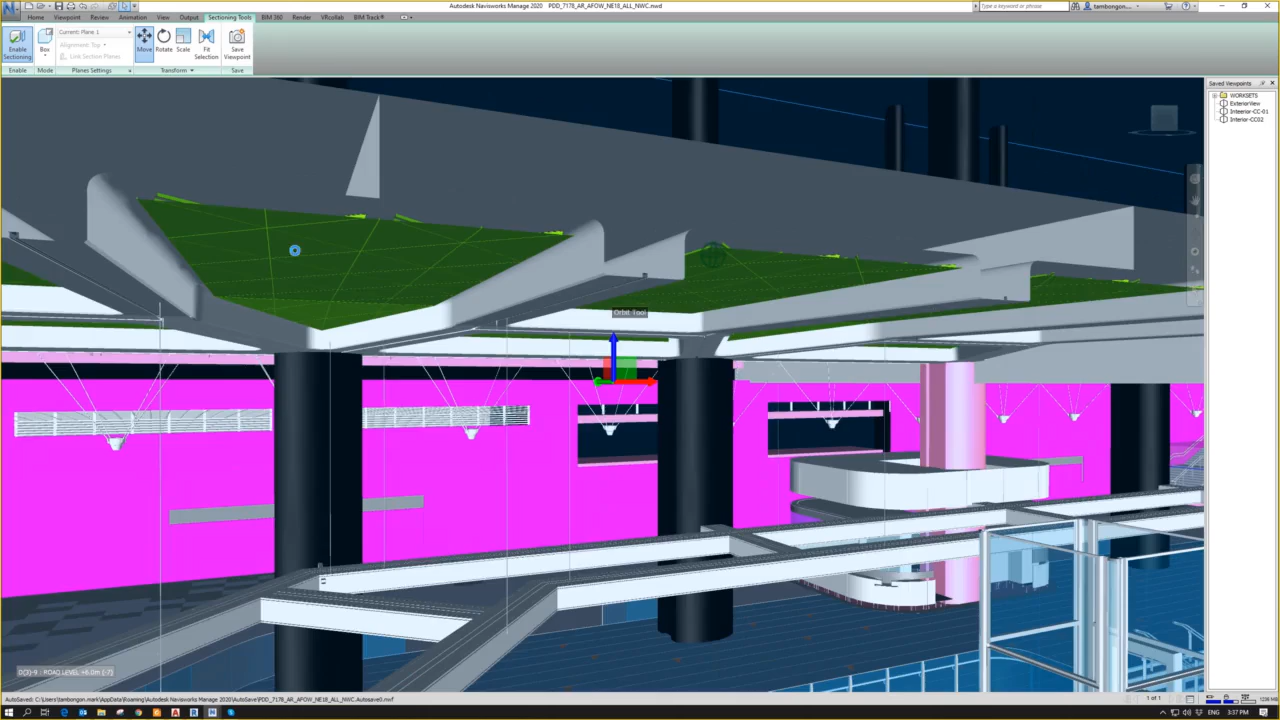 Autodesk Navisworks Manage 2020 PDD_7178_AR_AFOW_NE18_ALL_NWC.nwd
Type a keyword or phrase
tambongon.m...
Home Viewpoint Review Animation View Output Sectioning Tools BIM 360 Render VRcollab BIM Track®
Enable Sectioning
Box
Current: Plane 1
Alignment: Top
Link Section Planes
Move Rotate Scale
Fit Selection
Save Viewpoint
Enable Mode Planes Settings Transform Save
Saved Viewpoints
WORKSETS
ExteriorView
Inteerior-CC-01
Interior-CC02
Orbit Tool
D(3)-9 : ROAD LEVEL +6.0m (-7)
AutoSaved: C:\Users\tambongon.mark\AppData\Roaming\Autodesk Navisworks Manage 2020\AutoSave\PDD_7178_AR_AFOW_NE18_ALL_NWC.Autosave0.nwf
1 of 1
ENG 3:37 PM